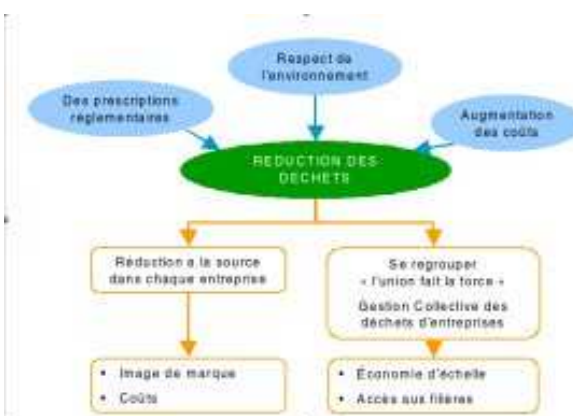 Respect de
l'environnement
Des prescriptions
réglementaires
Augmentation
des coûts
REDUCTION DES
DECHETS
Réduction a la source
dans chaque entreprise
Se regrouper
« l'union fait la force »
Gestion Collective des
déchets d'entreprises
• Image de marque
• Coûts
• Économie d'échelle
• Accès aux filières